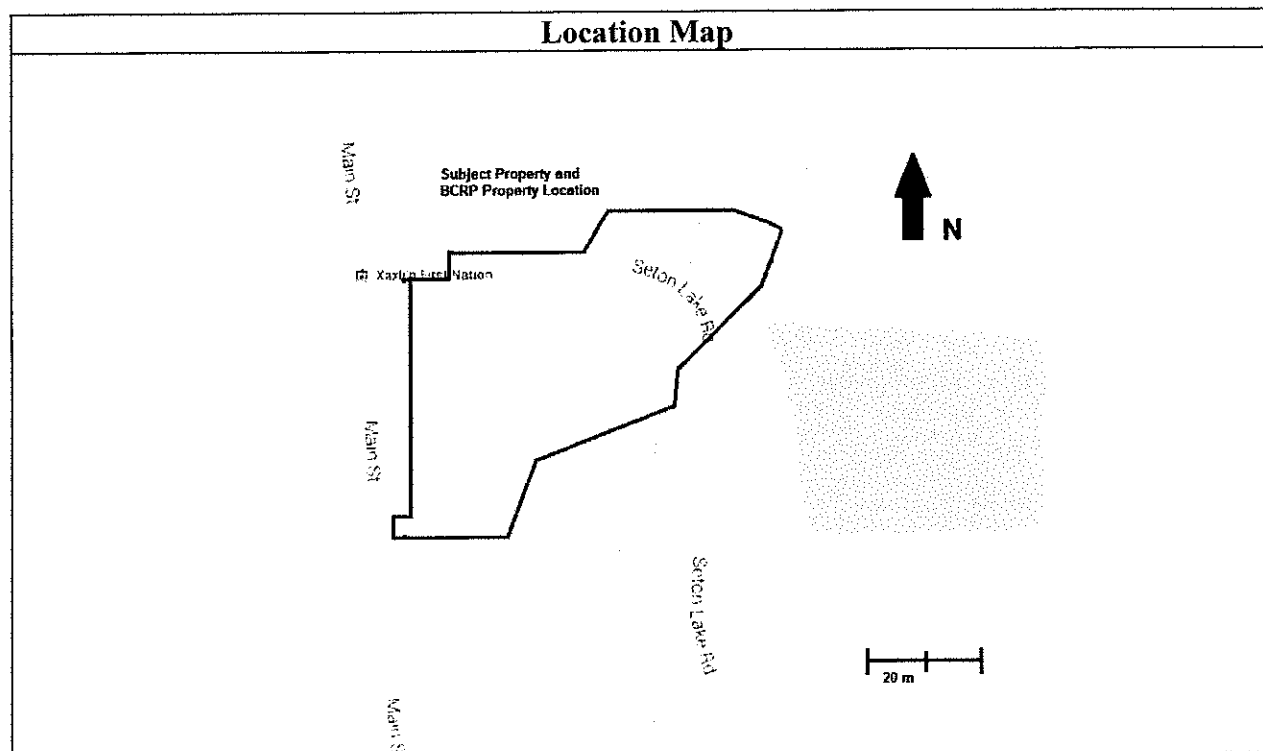 Location Map
Main St
Subject Property and
BCRP Property Location
N
First Nation
Seton Lake Rd
Main St
Seton Lake Rd
20 m
Main